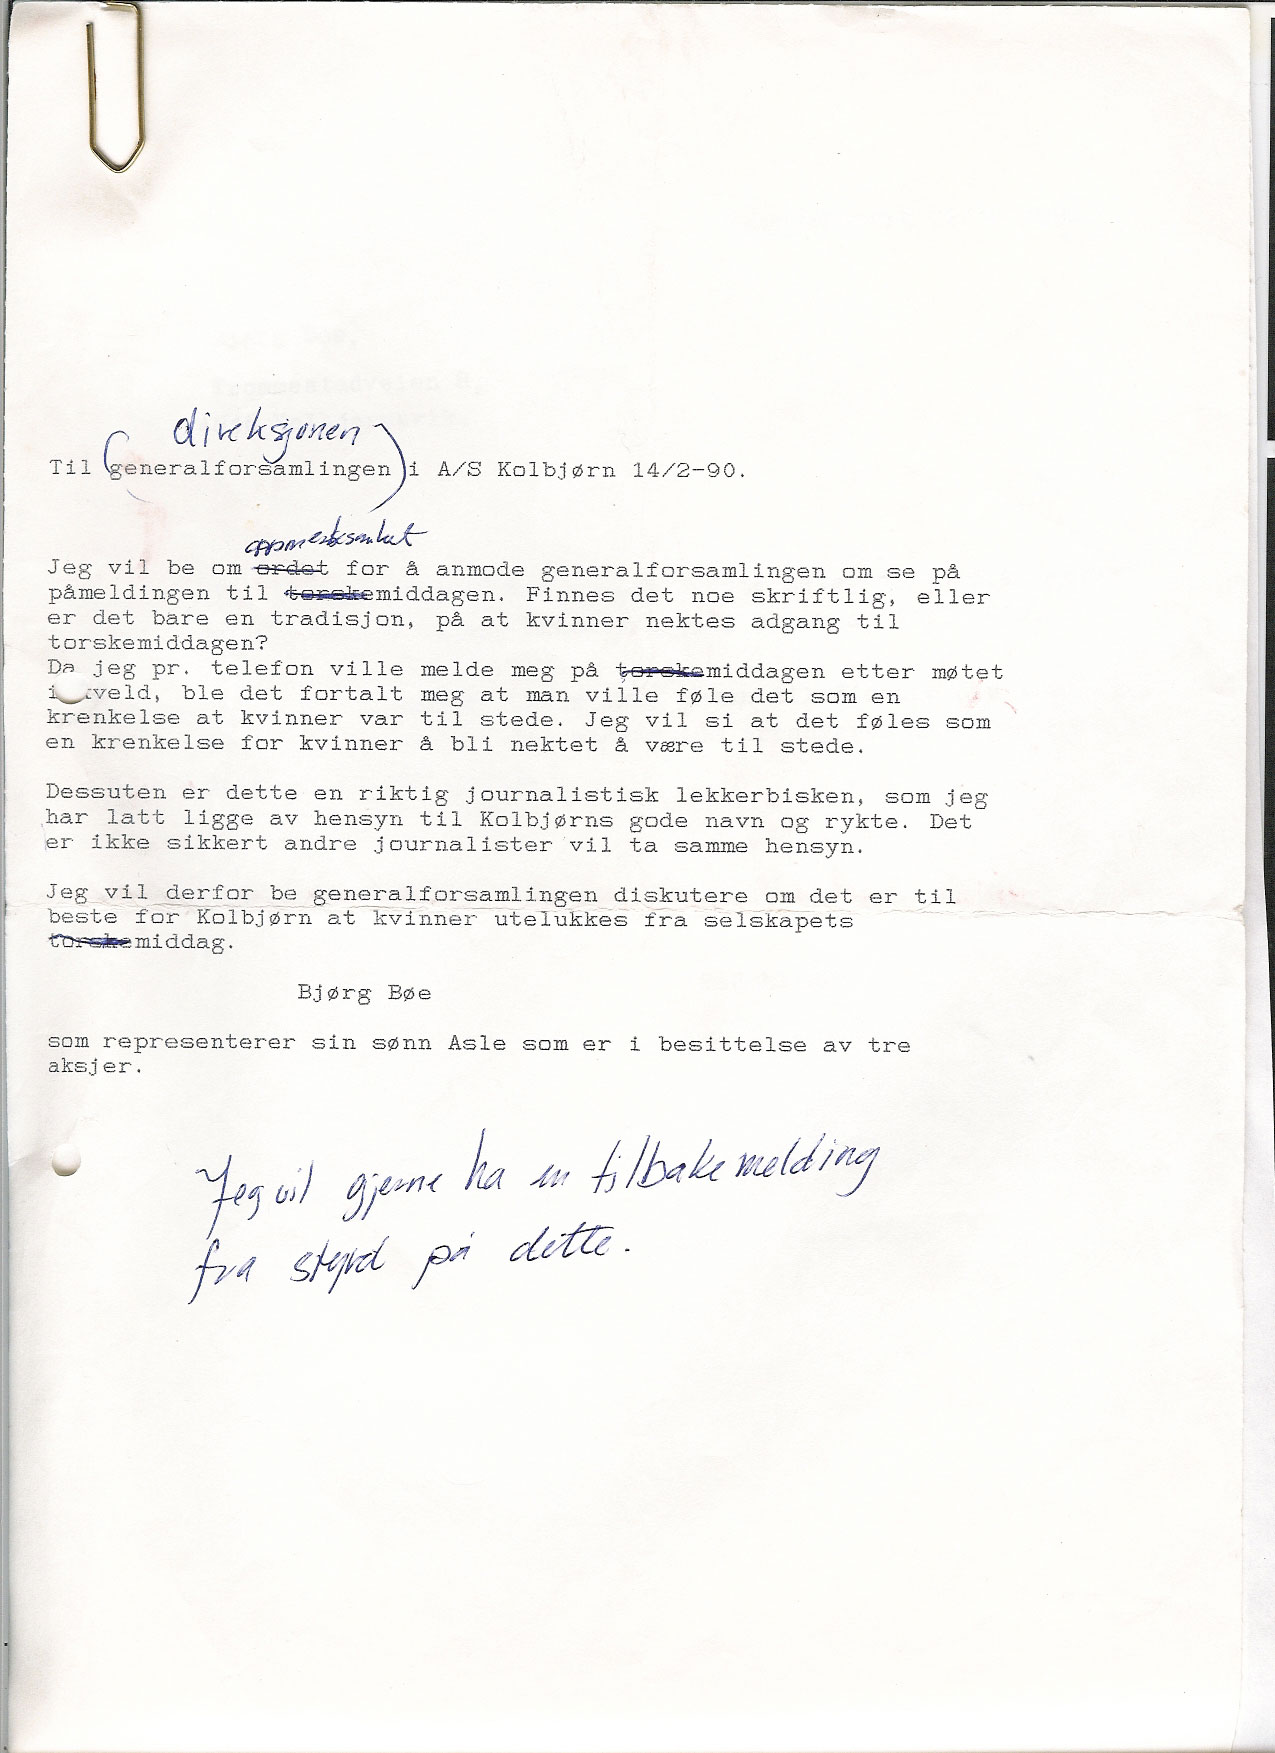 direksjonen
Til (generalforsamlingen) i A/S Kolbjørn 14/2-90.
oppmerksomhet
Jeg vil be om ordet for å anmode generalforsamlingen om se på
påmeldingen til torskemiddagen. Finnes det noe skriftlig, eller
er det bare en tradisjon, på at kvinner nektes adgang til
torskemiddagen?
Da jeg pr. telefon ville melde meg på torskemiddagen etter møtet
i kveld, ble det fortalt meg at man ville føle det som en
krenkelse at kvinner var til stede. Jeg vil si at det føles som
en krenkelse for kvinner å bli nektet å være til stede.
Dessuten er dette en riktig journalistisk lekkerbisken, som jeg
har latt ligge av hensyn til Kolbjørns gode navn og rykte. Det
er ikke sikkert andre journalister vil ta samme hensyn.
Jeg vil derfor be generalforsamlingen diskutere om det er til
beste for Kolbjørn at kvinner utelukkes fra selskapets
torskemiddag.
Bjørg Bøe
som representerer sin sønn Asle som er i besittelse av tre
aksjer.
Jeg vil gjerne ha en tilbakemelding
fra styrd på dette.